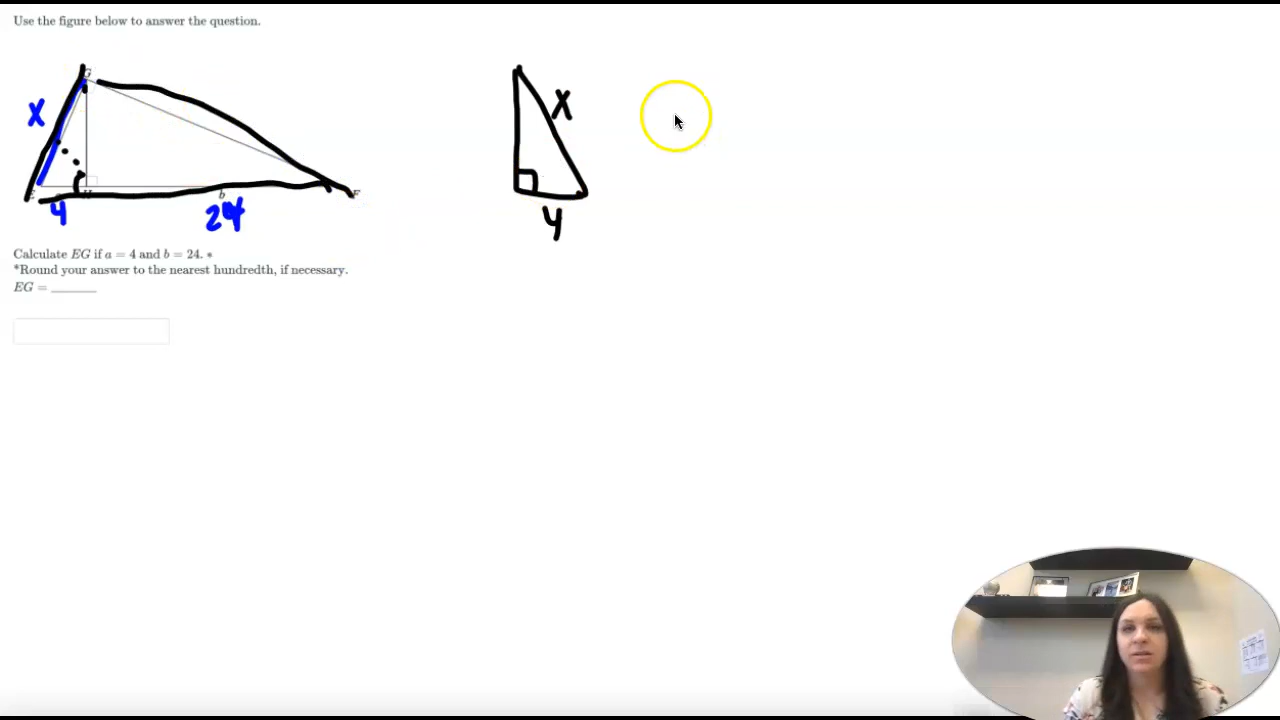 Use the figure below to answer the question.
G
X
X
E
H
b
F
4
24
4
Calculate EG if a = 4 and b = 24. *
*Round your answer to the nearest hundredth, if necessary.
EG = ______